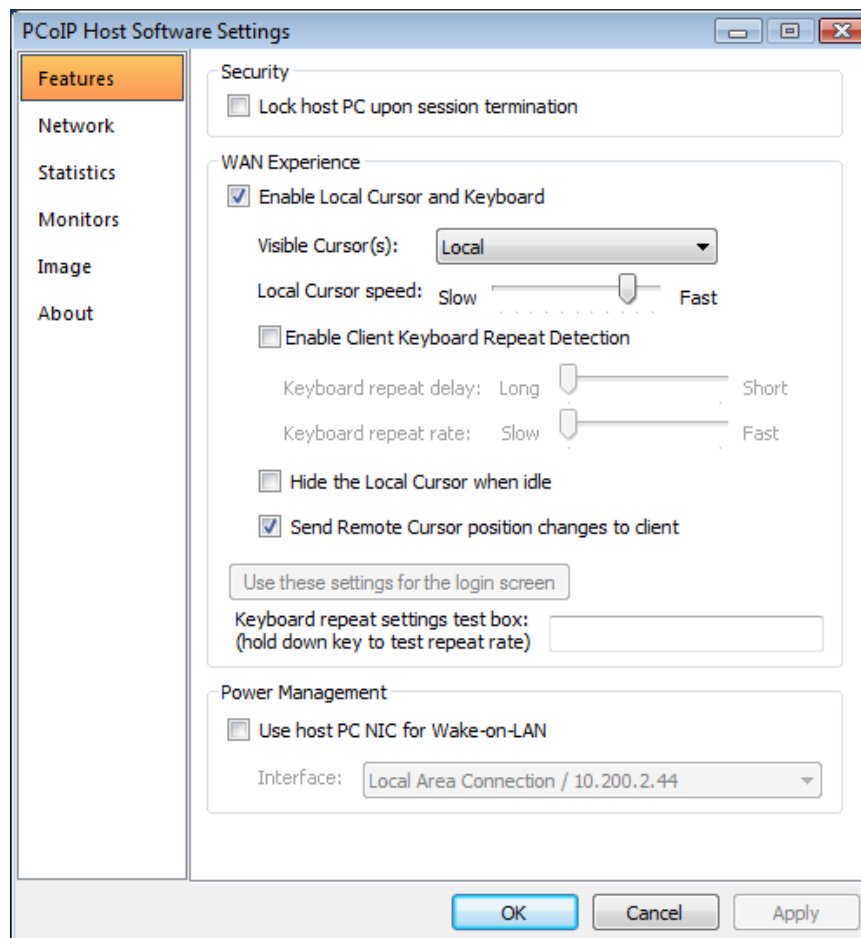 PCoIP Host Software Settings
Features
Network
Statistics
Monitors
Image
About
Security
Lock host PC upon session termination
WAN Experience
Enable Local Cursor and Keyboard
Visible Cursor(s): Local
Local Cursor speed: Slow Fast
Enable Client Keyboard Repeat Detection
Keyboard repeat delay: Long Short
Keyboard repeat rate: Slow Fast
Hide the Local Cursor when idle
Send Remote Cursor position changes to client
Use these settings for the login screen
Keyboard repeat settings test box:
(hold down key to test repeat rate)
Power Management
Use host PC NIC for Wake-on-LAN
Interface: Local Area Connection / 10.200.2.44
OK Cancel Apply